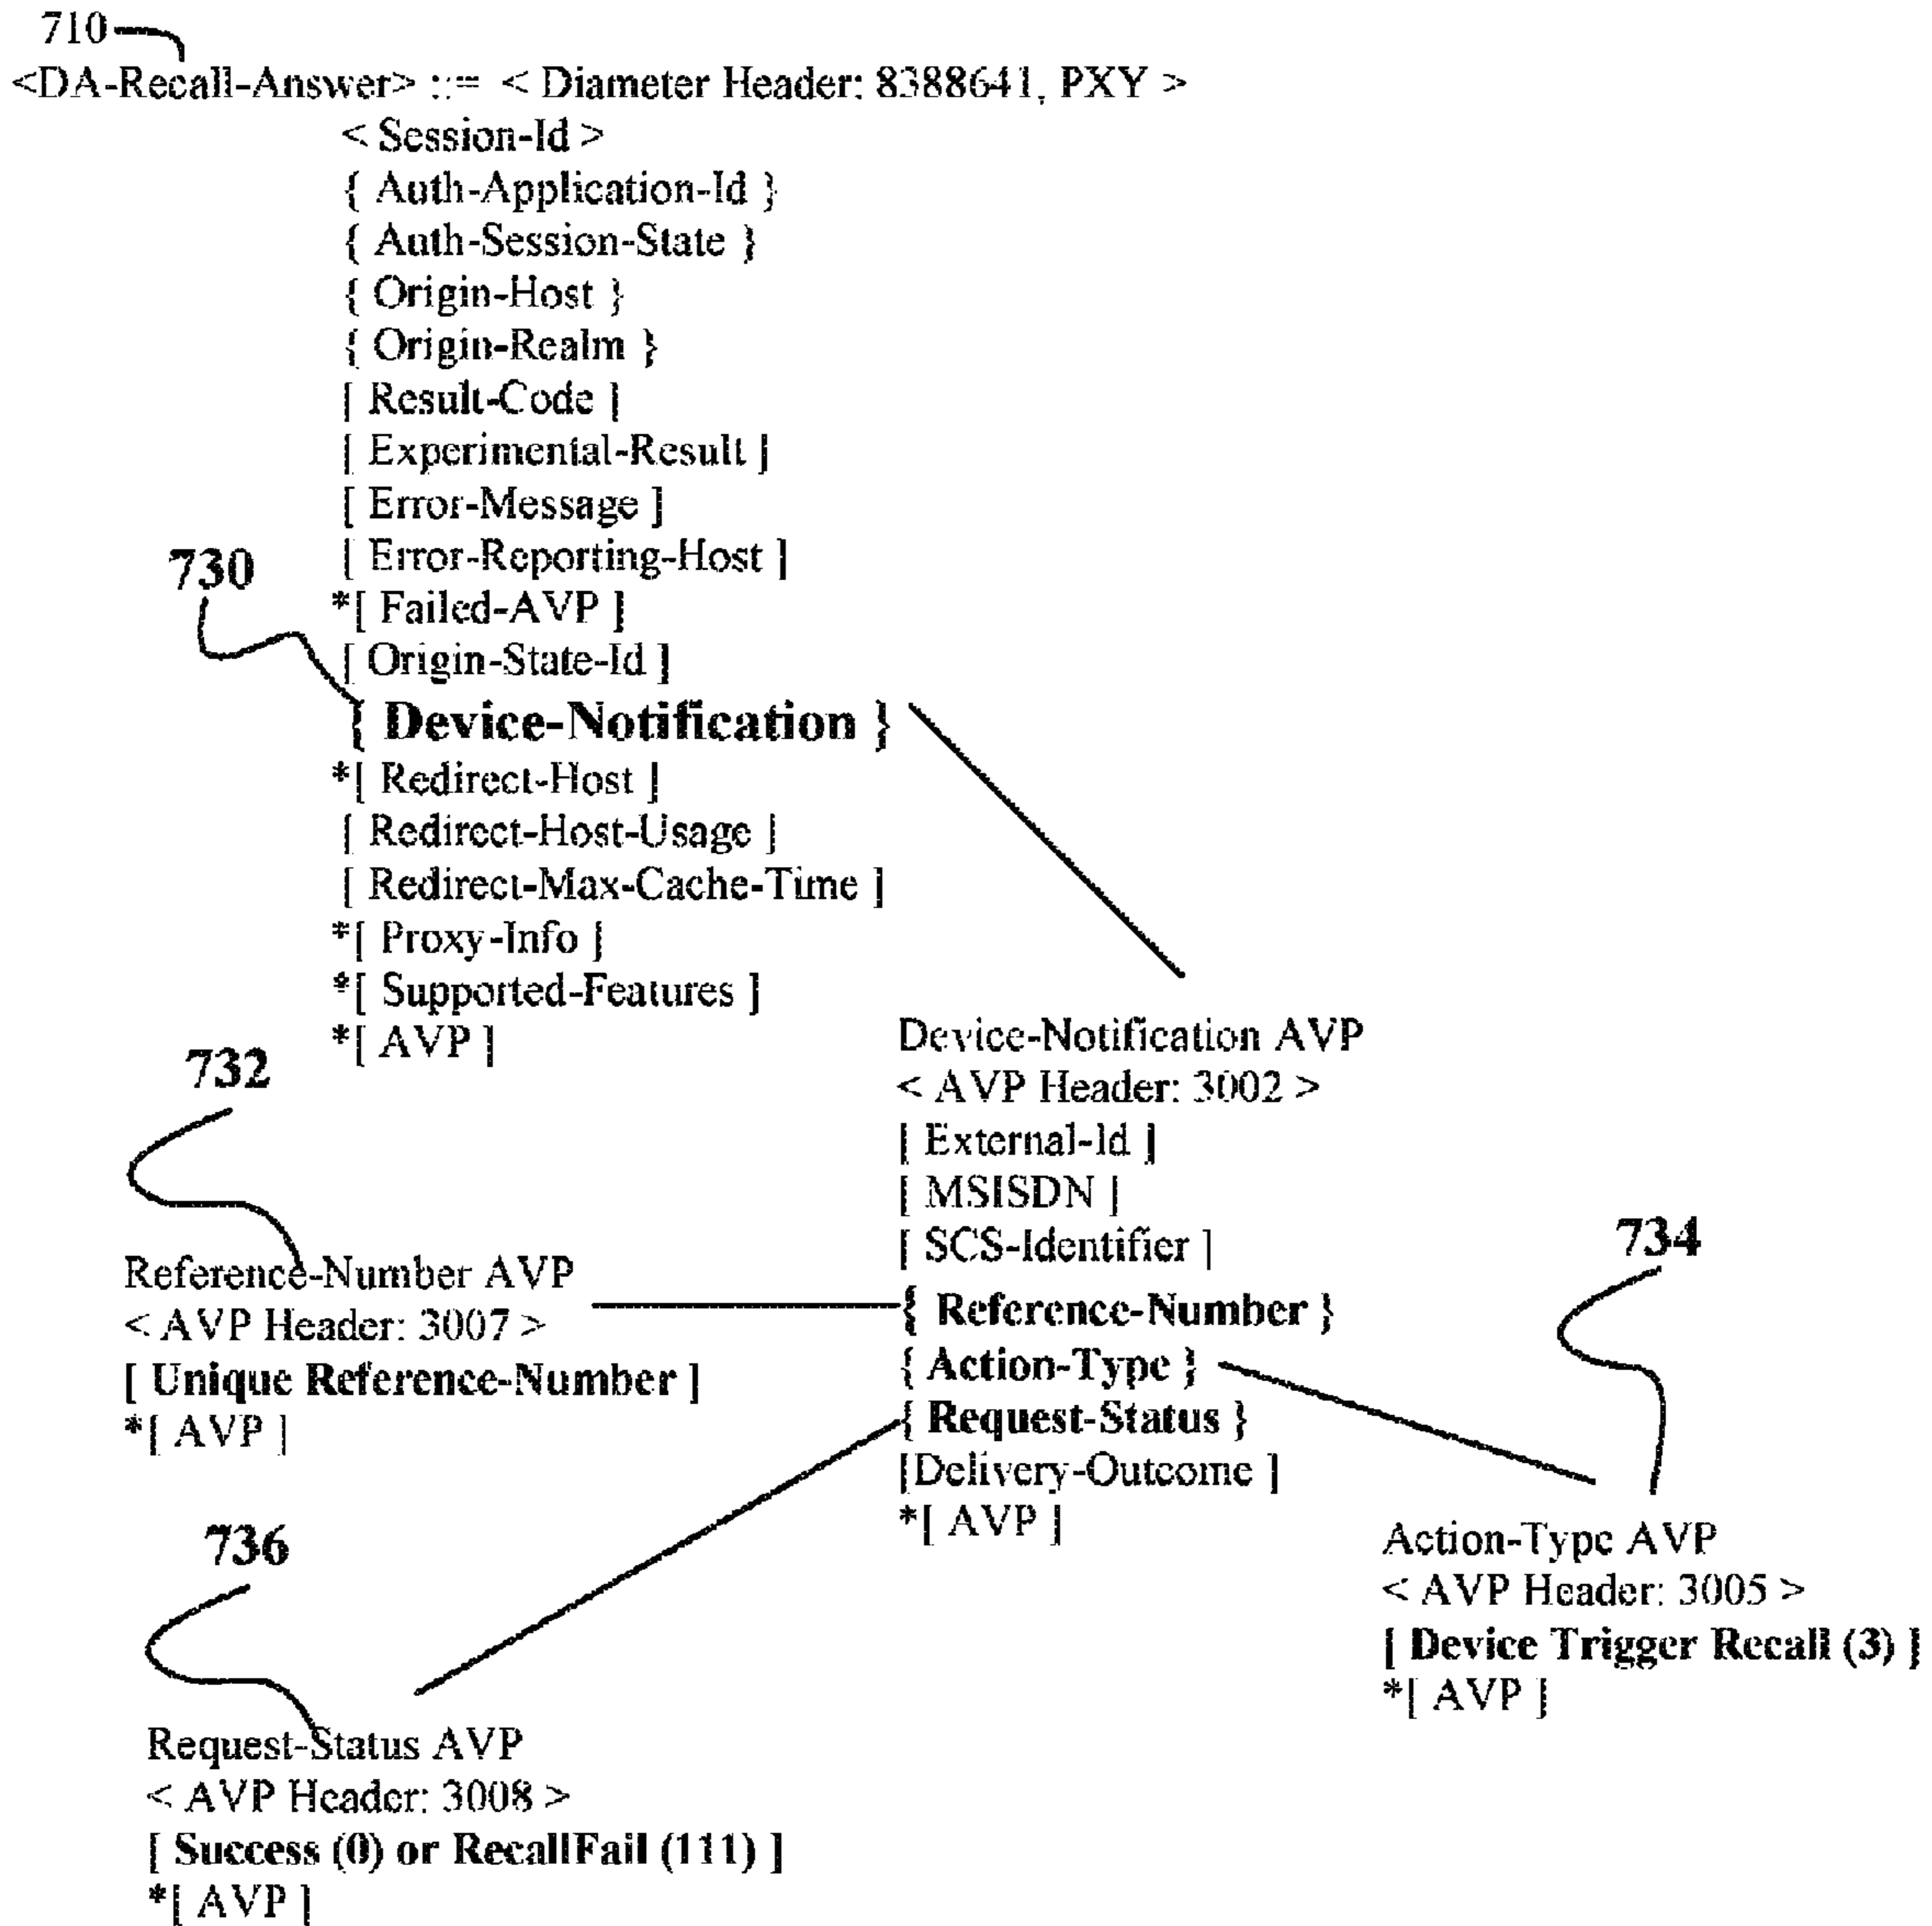 710
<DA-Recall-Answer> ::= < Diameter Header: 8388641, PXY >
< Session-Id >
{ Auth-Application-Id }
{ Auth-Session-State }
{ Origin-Host }
{ Origin-Realm }
[ Result-Code ]
[ Experimental-Result ]
[ Error-Message ]
[ Error-Reporting-Host ]
730
*[ Failed-AVP ]
[ Origin-State-Id ]
{ Device-Notification }
*[ Redirect-Host ]
[ Redirect-Host-Usage ]
[ Redirect-Max-Cache-Time ]
*[ Proxy-Info ]
*[ Supported-Features ]
*[ AVP ]
Device-Notification AVP
< AVP Header: 3002 >
[ External-Id ]
[ MSISDN ]
[ SCS-Identifier ]
{ Reference-Number }
{ Action-Type }
{ Request-Status }
[Delivery-Outcome ]
*[ AVP ]
732
Reference-Number AVP
< AVP Header: 3007 >
[ Unique Reference-Number ]
*[ AVP ]
734
Action-Type AVP
< AVP Header: 3005 >
[ Device Trigger Recall (3) ]
*[ AVP ]
736
Request-Status AVP
< AVP Header: 3008 >
[ Success (0) or RecallFail (111) ]
*[ AVP ]